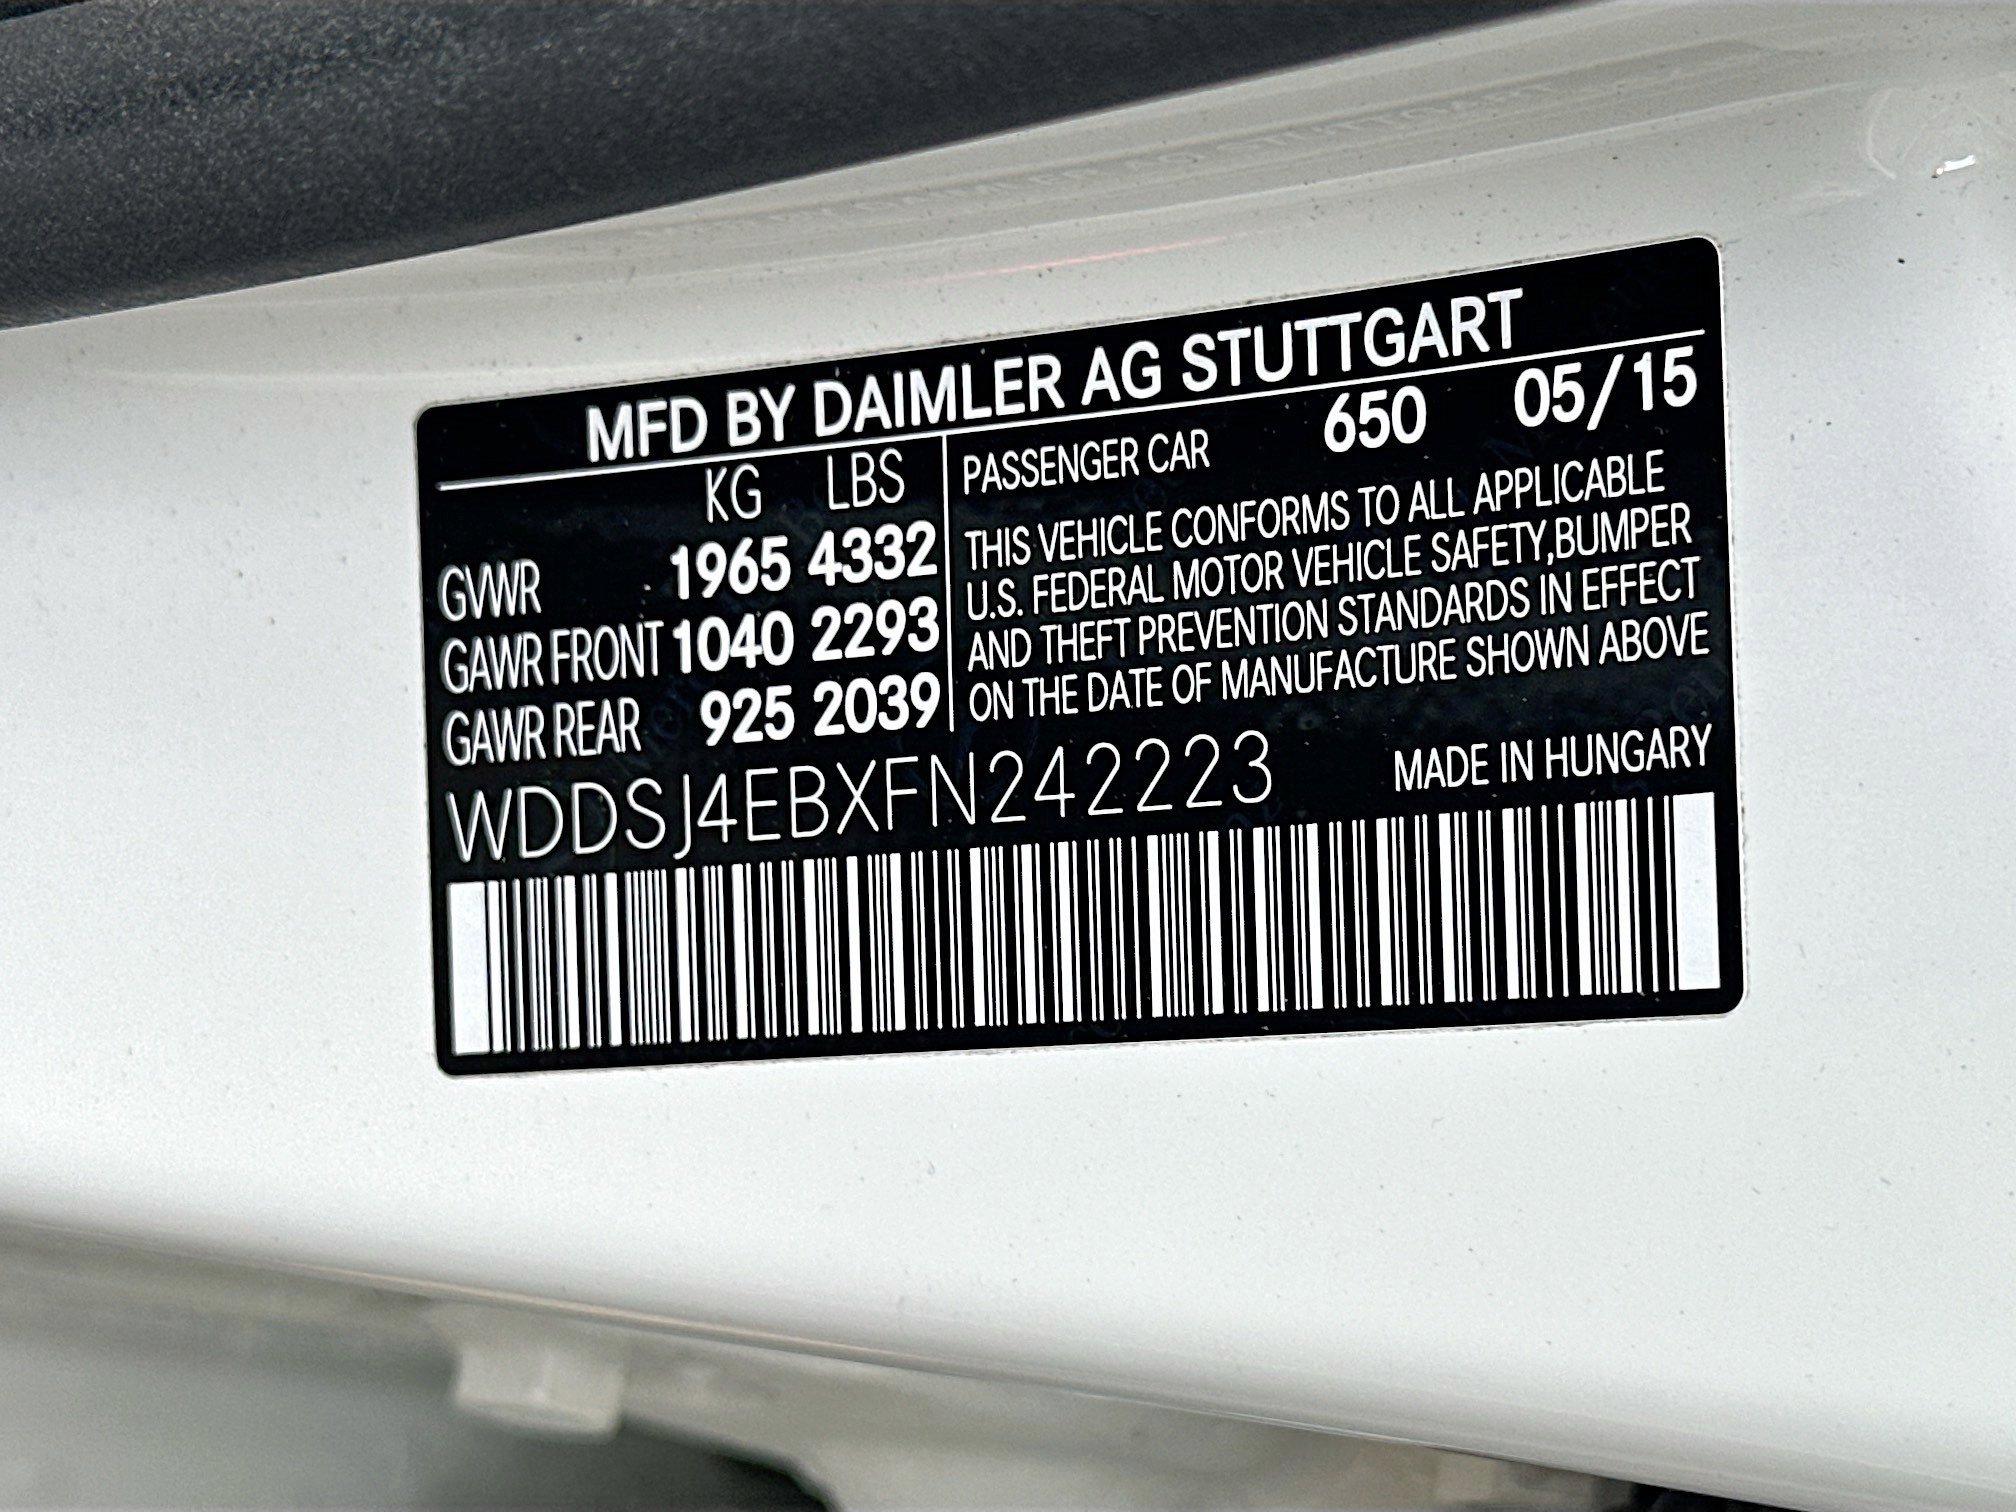 MFD BY DAIMLER AG STUTTGART
KG LBS
GVWR 1965 4332
GAWR FRONT 1040 2293
GAWR REAR 925 2039
PASSENGER CAR 650 05/15
THIS VEHICLE CONFORMS TO ALL APPLICABLE
U.S. FEDERAL MOTOR VEHICLE SAFETY,BUMPER
AND THEFT PREVENTION STANDARDS IN EFFECT
ON THE DATE OF MANUFACTURE SHOWN ABOVE
WDDSJ4EBXFN242223
MADE IN HUNGARY